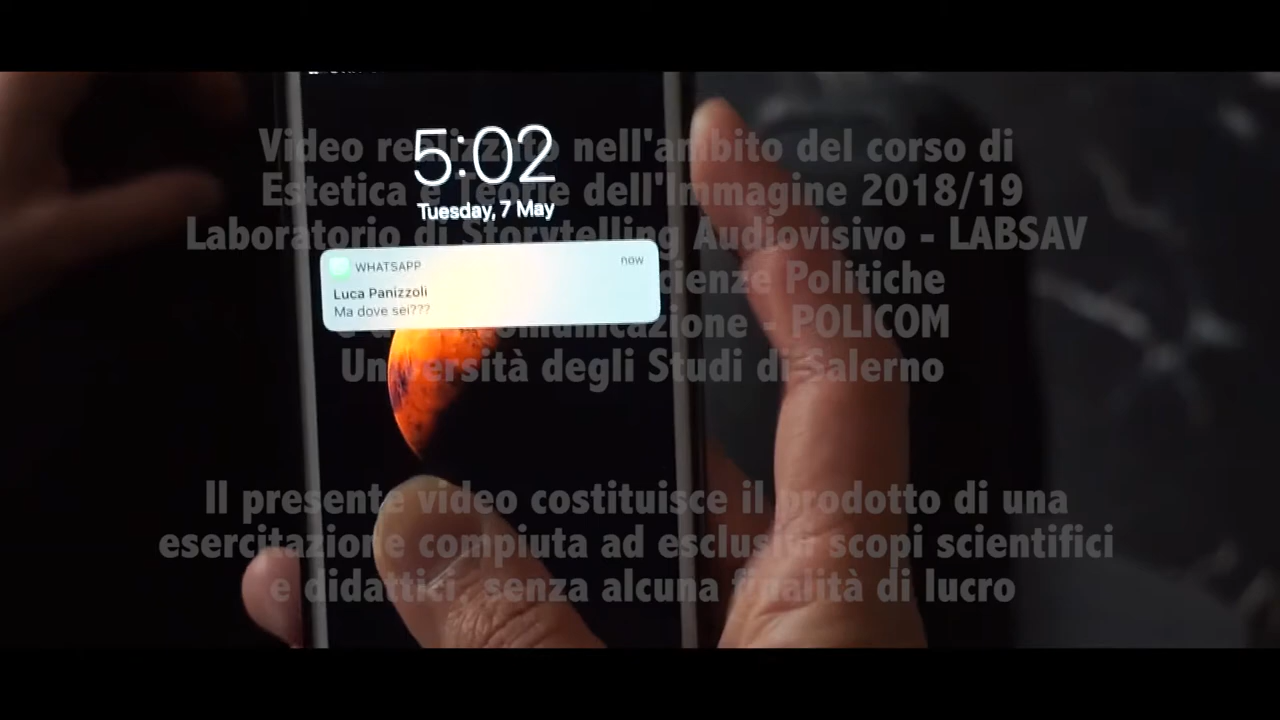 5:02
Tuesday, 7 May
WHATSAPP
now
Luca Panizzoli
Ma dove sei???
Video realizzato nell'ambito del corso di
Estetica e Teorie dell'Immagine 2018/19
Laboratorio di Storytelling Audiovisivo - LABSAV
Politiche
- POLICOM
Università degli Studi di Salerno
Il presente video costituisce il prodotto di una
esercitazione compiuta ad esclusivi scopi scientifici
e didattici, senza alcuna finalità di lucro